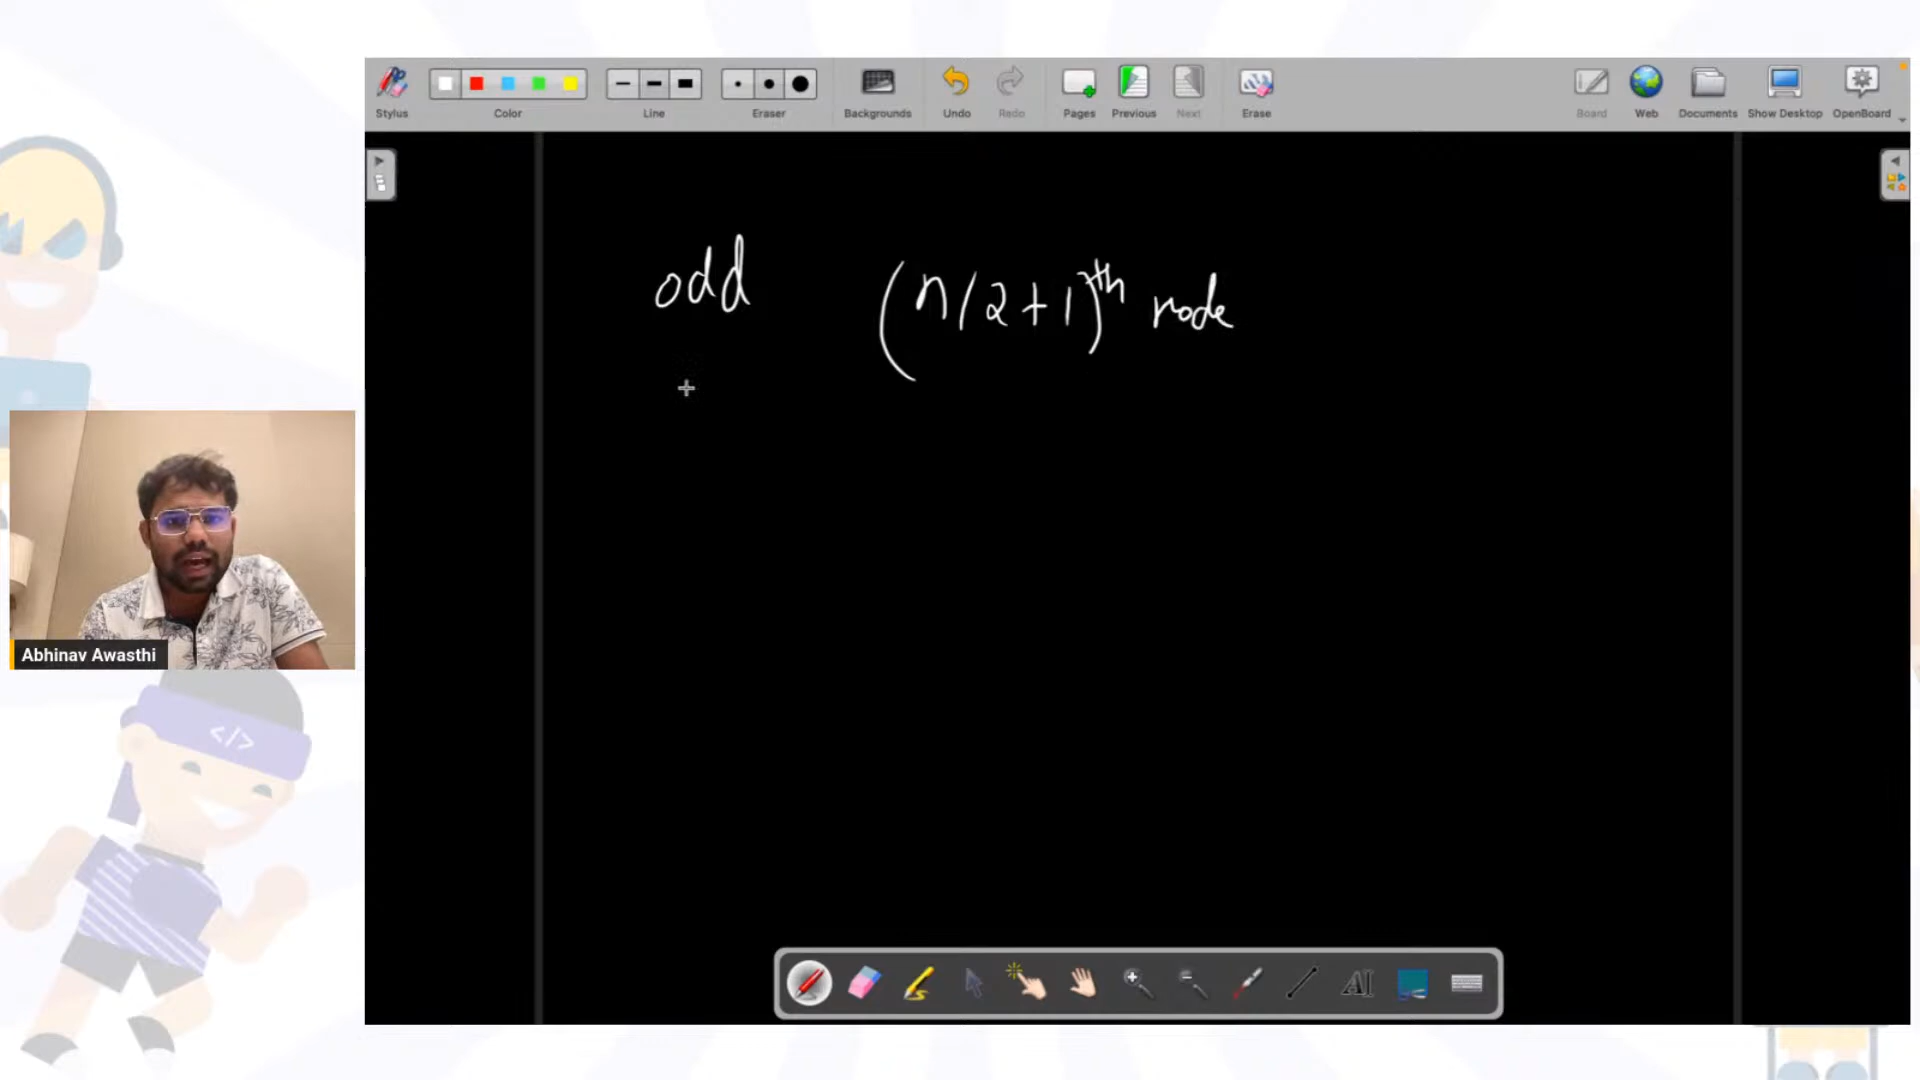 Stylus
Color
Line
Eraser
Backgrounds
Undo
Redo
Pages
Previous
Next
Erase
Board
Web
Documents
Show Desktop
OpenBoard
odd (n/2+1)th node
Abhinav Awasthi
</>
AI